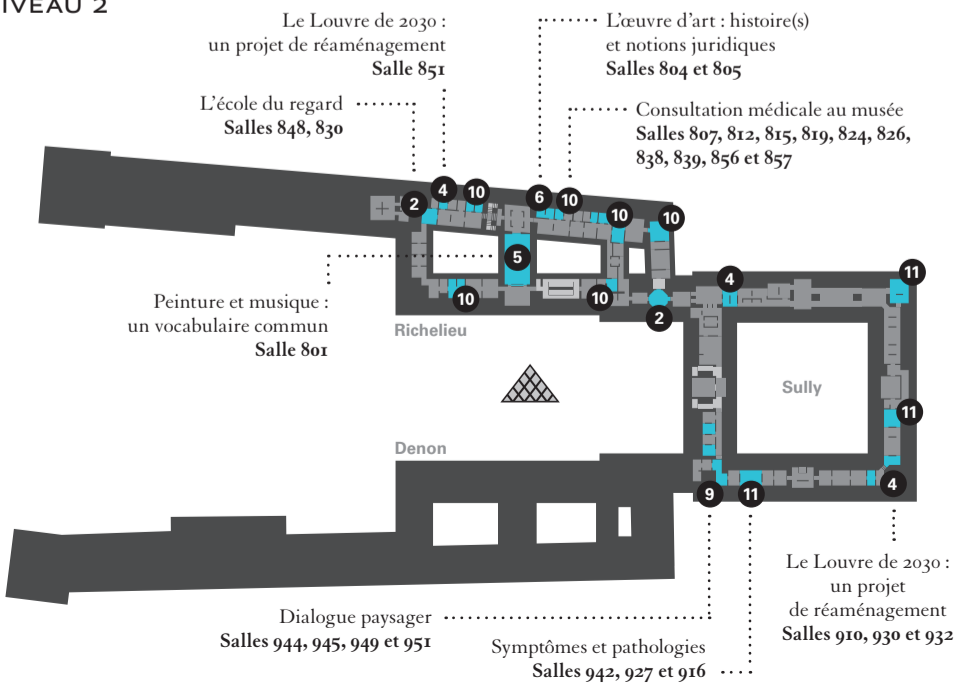 IVEAU 2
Le Louvre de 2030 :
un projet de réaménagement
Salle 851
L'œuvre d'art : histoire(s)
et notions juridiques
Salles 804 et 805
L'école du regard
Salles 848, 830
Consultation médicale au musée
Salles 807, 812, 815, 819, 824, 826,
838, 839, 856 et 857
2
4
10
6
10
10
10
5
10
10
2
4
11
Peinture et musique :
un vocabulaire commun
Salle 801
Richelieu
Sully
11
Denon
9
11
4
Le Louvre de 2030 :
un projet
de réaménagement
Salles 910, 930 et 932
Dialogue paysager
Salles 944, 945, 949 et 951
Symptômes et pathologies
Salles 942, 927 et 916